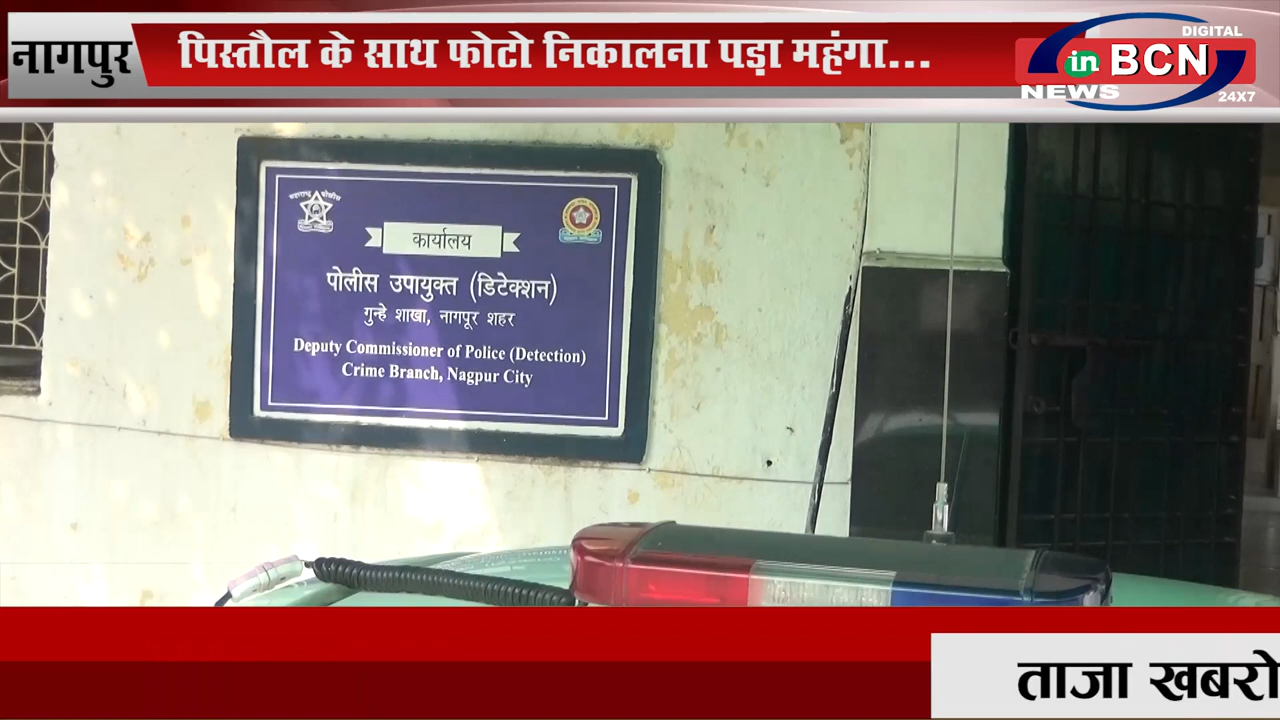 नागपुर
पिस्तौल के साथ फोटो निकालना पड़ा महंगा...
DIGITAL
in BCN
NEWS
24X7
महाराष्ट्र पोलीस
कार्यालय
पोलीस उपायुक्त (डिटेक्शन)
गुन्हे शाखा, नागपूर शहर
Deputy Commissioner of Police (Detection)
Crime Branch, Nagpur City
ताजा खबरो